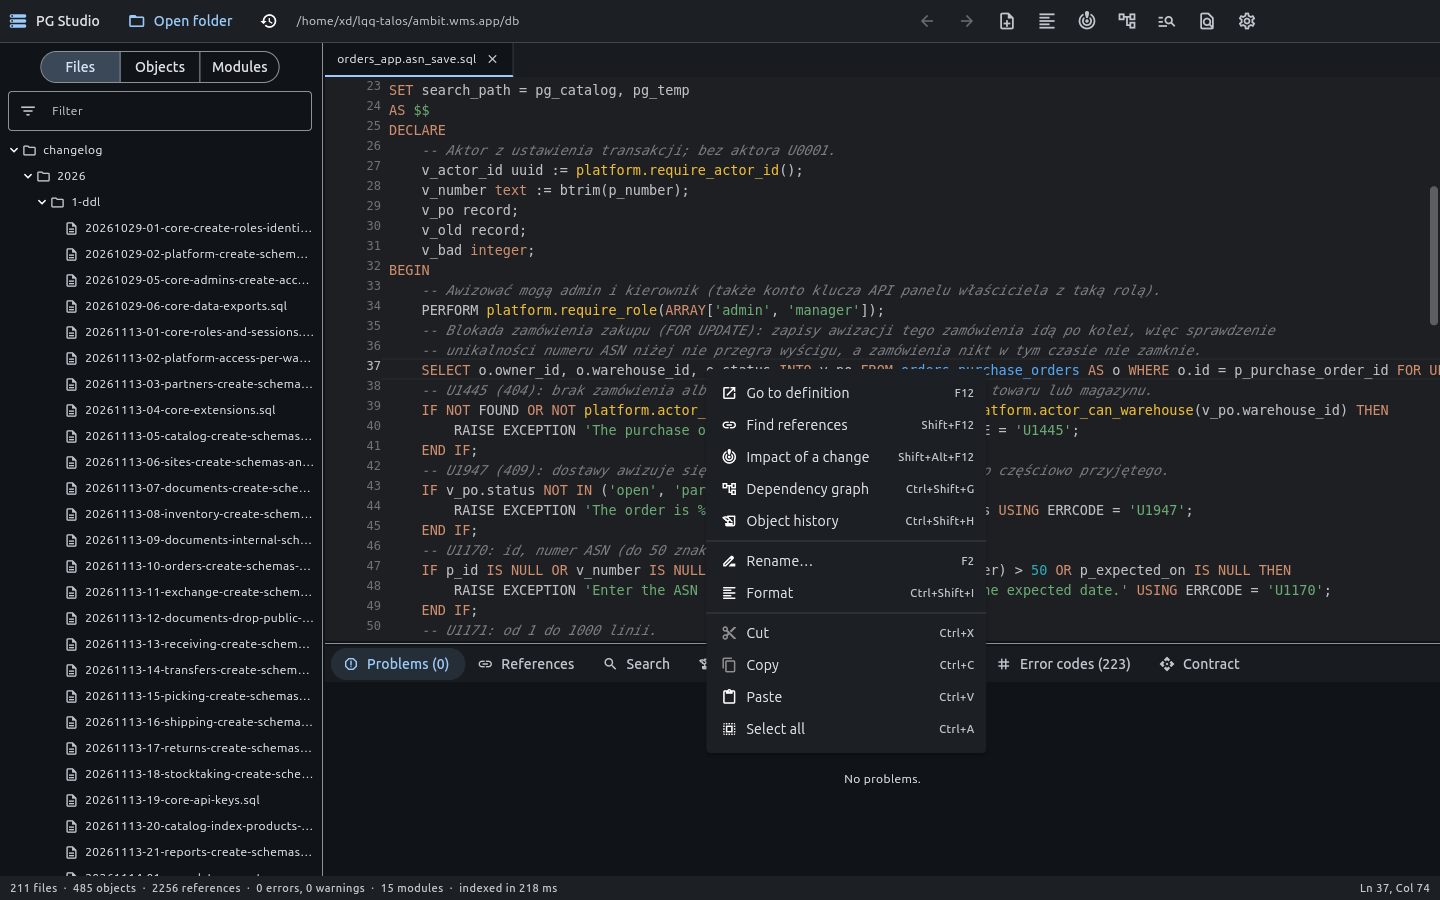 PG Studio
Open folder
/home/xd/lqq-talos/ambit.wms.app/db
Files
Objects
Modules
Filter
changelog
2026
1-ddl
20261029-01-core-create-roles-identi…
20261029-02-platform-create-schem…
20261029-05-core-admins-create-acc…
20261029-06-core-data-exports.sql
20261113-01-core-roles-and-sessions.…
20261113-02-platform-access-per-wa…
20261113-03-partners-create-schema…
20261113-04-core-extensions.sql
20261113-05-catalog-create-schemas…
20261113-06-sites-create-schemas-an…
20261113-07-documents-create-sche…
20261113-08-inventory-create-schem…
20261113-09-documents-internal-sch…
20261113-10-orders-create-schemas-…
20261113-11-exchange-create-schem…
20261113-12-documents-drop-public-…
20261113-13-receiving-create-schem…
20261113-14-transfers-create-schem…
20261113-15-picking-create-schemas…
20261113-16-shipping-create-schema…
20261113-17-returns-create-schemas…
20261113-18-stocktaking-create-sche…
20261113-19-core-api-keys.sql
20261113-20-catalog-index-products-…
20261113-21-reports-create-schemas…
orders_app.asn_save.sql
23 SET search_path = pg_catalog, pg_temp
24 AS $$
25 DECLARE
26 -- Aktor z ustawienia transakcji; bez aktora U0001.
27 v_actor_id uuid := platform.require_actor_id();
28 v_number text := btrim(p_number);
29 v_po record;
30 v_old record;
31 v_bad integer;
32 BEGIN
33 -- Awizować mogą admin i kierownik (także konto klucza API panelu właściciela z taką rolą).
34 PERFORM platform.require_role(ARRAY['admin', 'manager']);
35 -- Blokada zamówienia zakupu (FOR UPDATE): zapisy awizacji tego zamówienia idą po kolei, więc sprawdzenie
36 -- unikalności numeru ASN niżej nie przegra wyścigu, a zamówienia nikt w tym czasie nie zamknie.
37 SELECT o.owner_id, o.warehouse_id, o.status INTO v_po FROM orders.purchase_orders AS o WHERE o.id = p_purchase_order_id FOR U
38 -- U1445 (404): brak zamówienia alb towaru lub magazynu.
39 IF NOT FOUND OR NOT platform.actor_ atform.actor_can_warehouse(v_po.warehouse_id) THEN
40 RAISE EXCEPTION 'The purchase o E = 'U1445';
41 END IF;
42 -- U1947 (409): dostawy awizuje się o częściowo przyjętego.
43 IF v_po.status NOT IN ('open', 'par
44 RAISE EXCEPTION 'The order is % s USING ERRCODE = 'U1947';
45 END IF;
46 -- U1170: id, numer ASN (do 50 znak
47 IF p_id IS NULL OR v_number IS NULL er) > 50 OR p_expected_on IS NULL THEN
48 RAISE EXCEPTION 'Enter the ASN ne expected date.' USING ERRCODE = 'U1170';
49 END IF;
50 -- U1171: od 1 do 1000 linii.
Go to definition F12
Find references Shift+F12
Impact of a change Shift+Alt+F12
Dependency graph Ctrl+Shift+G
Object history Ctrl+Shift+H
Rename… F2
Format Ctrl+Shift+I
Cut Ctrl+X
Copy Ctrl+C
Paste Ctrl+V
Select all Ctrl+A
Problems (0)
References
Search
Error codes (223)
Contract
No problems.
211 files · 485 objects · 2256 references · 0 errors, 0 warnings · 15 modules · indexed in 218 ms
Ln 37, Col 74